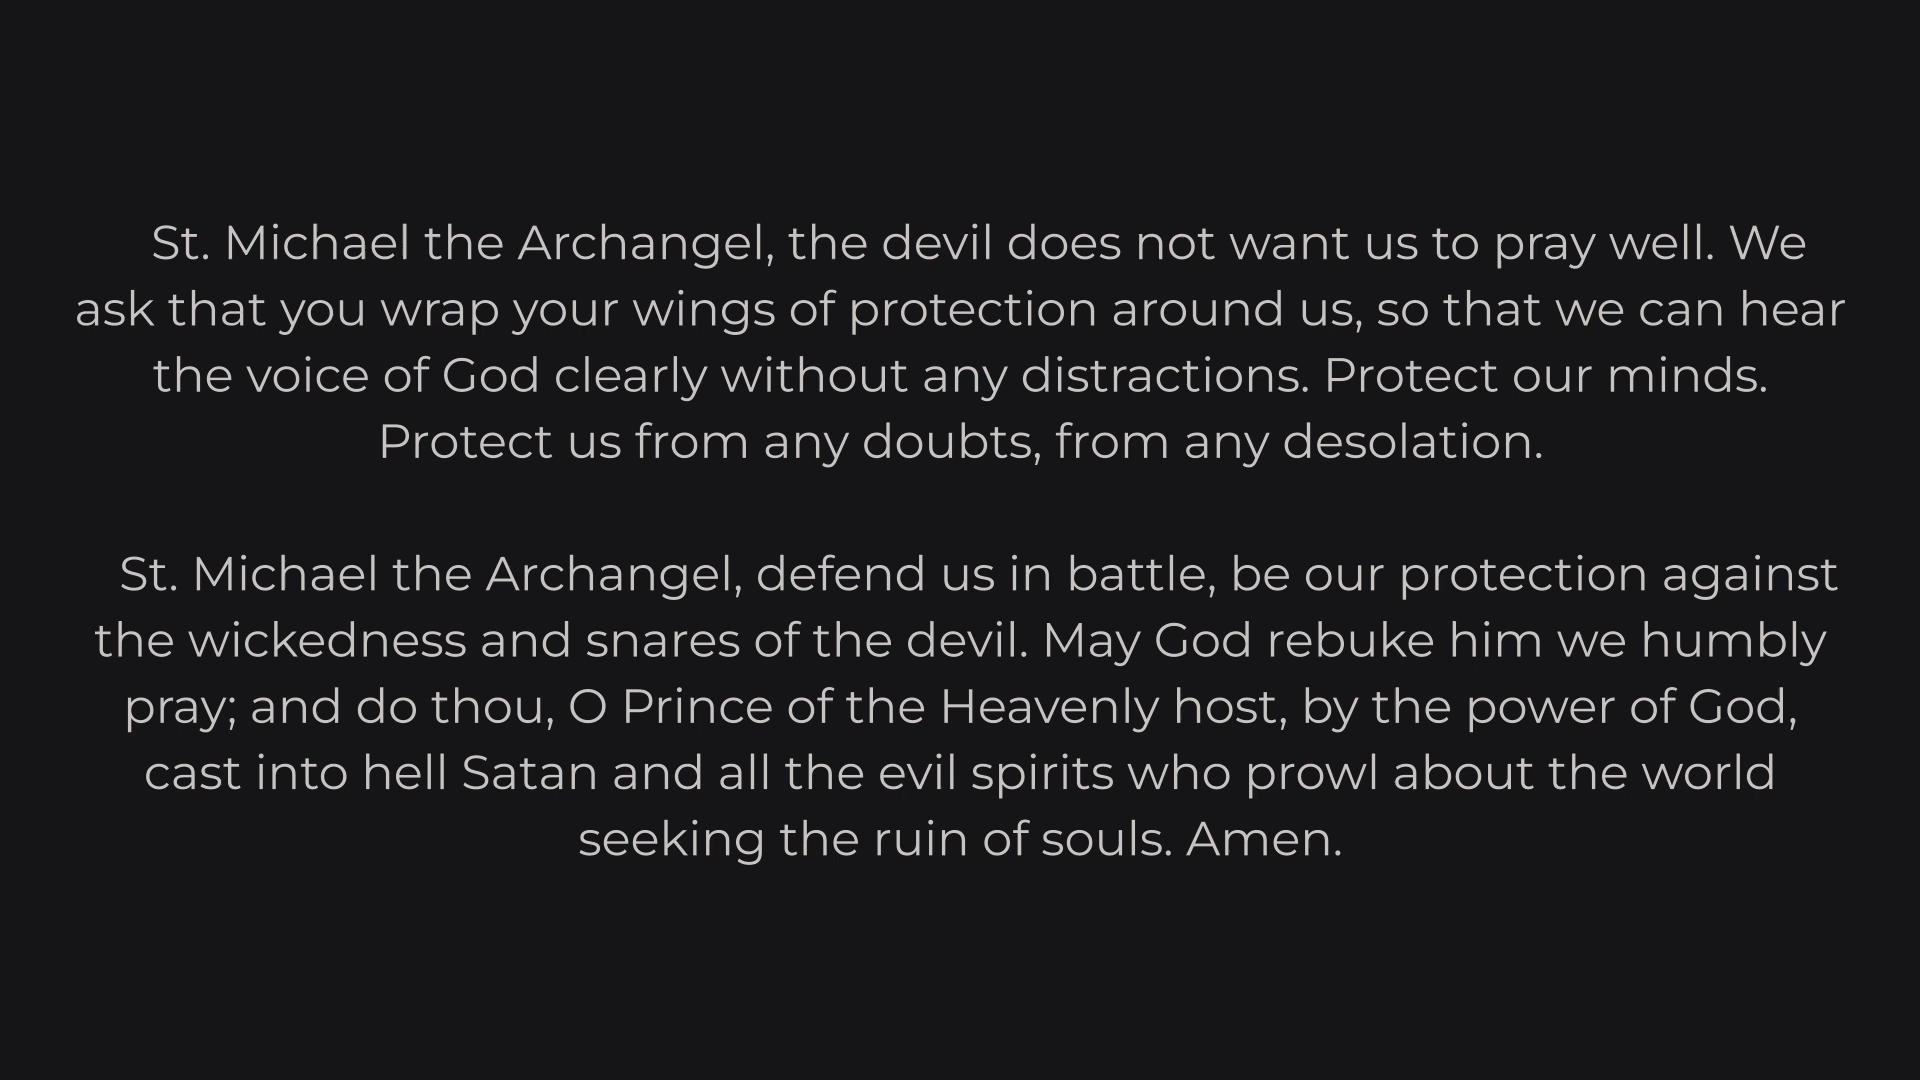 St. Michael the Archangel, the devil does not want us to pray well. We
ask that you wrap your wings of protection around us, so that we can hear
the voice of God clearly without any distractions. Protect our minds.
Protect us from any doubts, from any desolation.
St. Michael the Archangel, defend us in battle, be our protection against
the wickedness and snares of the devil. May God rebuke him we humbly
pray; and do thou, O Prince of the Heavenly host, by the power of God,
cast into hell Satan and all the evil spirits who prowl about the world
seeking the ruin of souls. Amen.